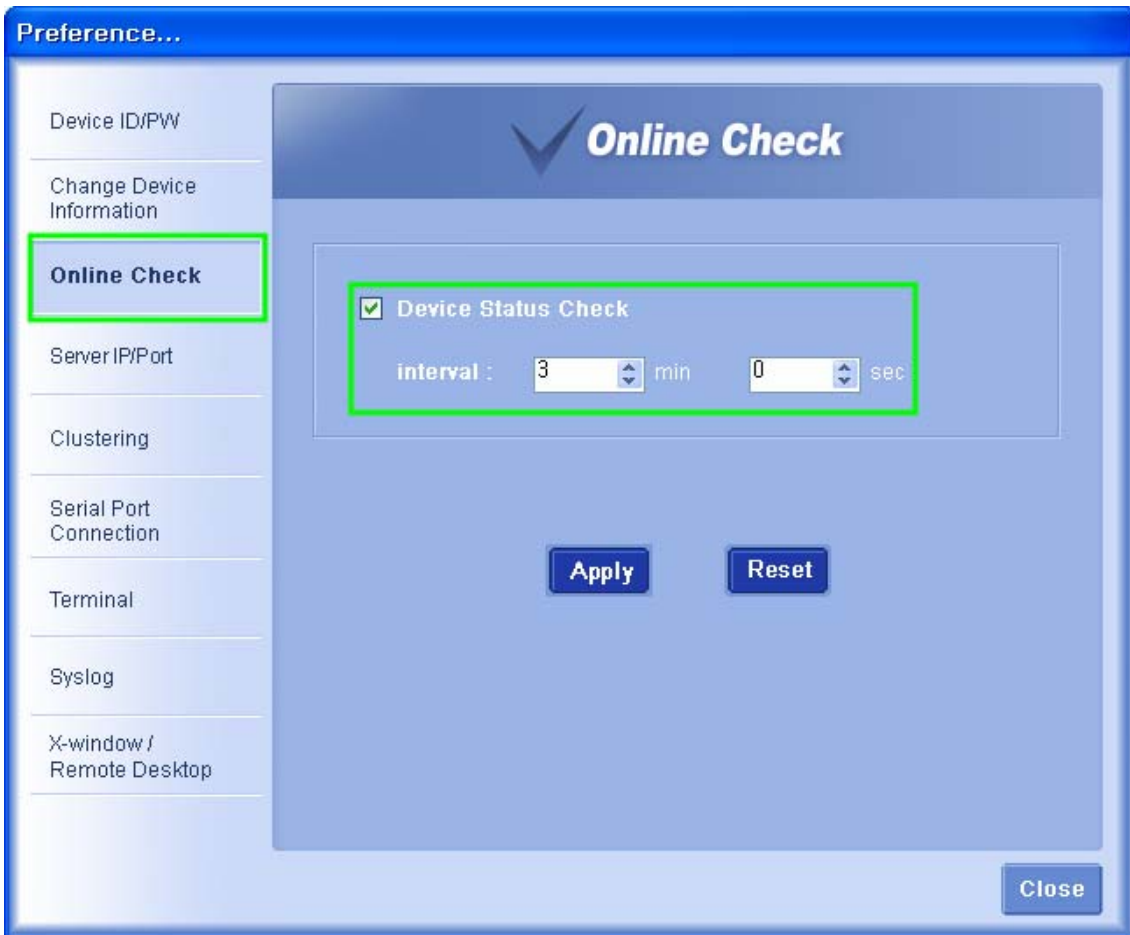 Preference...
Device ID/PW
Change Device
Information
Online Check
Server IP/Port
Clustering
Serial Port
Connection
Terminal
Syslog
X-window /
Remote Desktop
Online Check
Device Status Check
interval : 3 min 0 sec
Apply Reset
Close